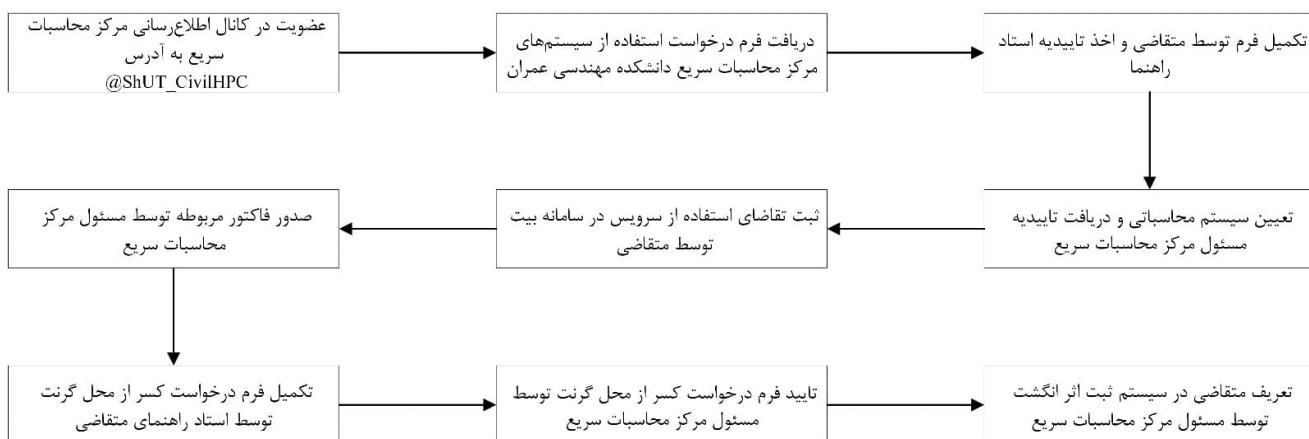 عضویت در کانال اطلاع‌رسانی مرکز محاسبات
سریع به آدرس
@ShUT_CivilHPC
دریافت فرم درخواست استفاده از سیستم‌های
مرکز محاسبات سریع دانشکده مهندسی عمران
تکمیل فرم توسط متقاضی و اخذ تاییدیه استاد
راهنما
تعیین سیستم محاسباتی و دریافت تاییدیه
مسئول مرکز محاسبات سریع
ثبت تقاضای استفاده از سرویس در سامانه بیت
توسط متقاضی
صدور فاکتور مربوطه توسط مسئول مرکز
محاسبات سریع
تکمیل فرم درخواست کسر از محل گرنت
توسط استاد راهنمای متقاضی
تایید فرم درخواست کسر از محل گرنت توسط
مسئول مرکز محاسبات سریع
تعریف متقاضی در سیستم ثبت اثر انگشت
توسط مسئول مرکز محاسبات سریع